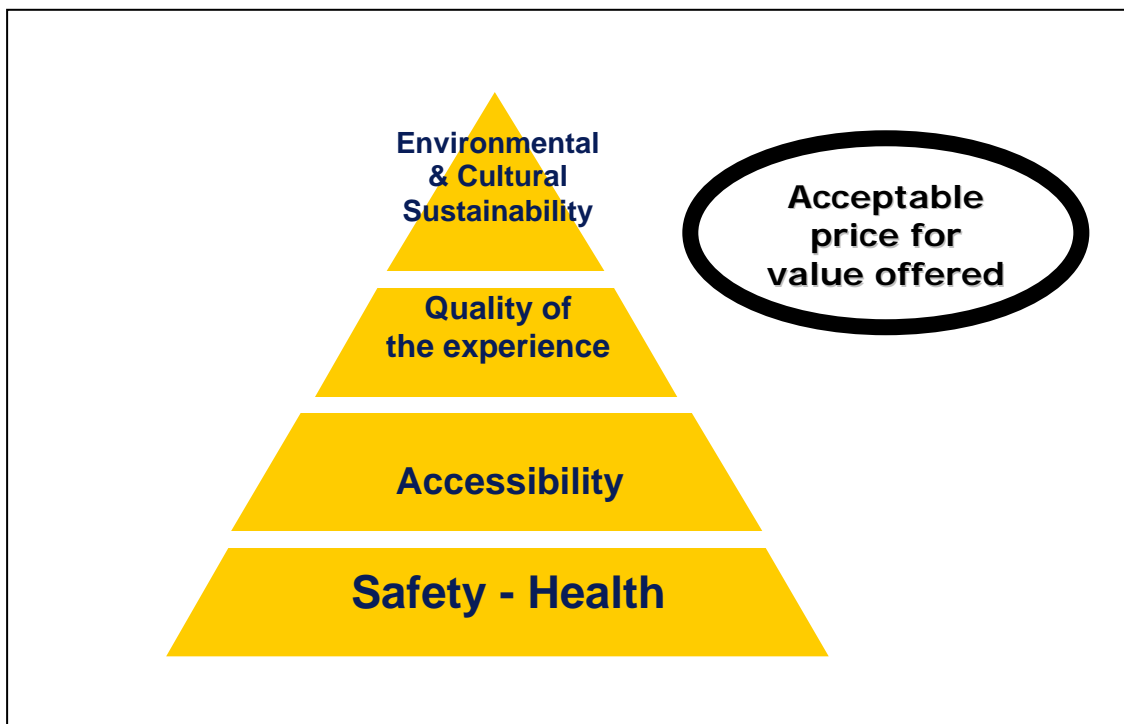 Environmental
& Cultural
Sustainability
Acceptable
price for
value offered
Quality of
the experience
Accessibility
Safety - Health